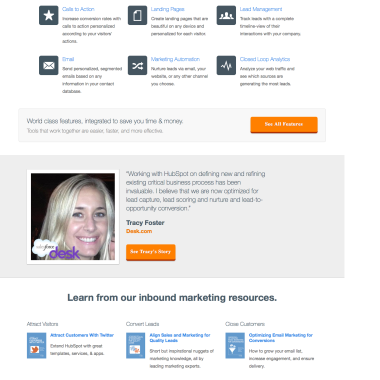 Calls to Action
Increase conversion rates with
calls to action personalized
according to your visitors'
actions.
Landing Pages
Create landing pages that are
beautiful on any device and
personalized for each visitor.
Lead Management
Track leads with a complete
timeline-view of their
interactions with your company.
Email
Send personalized, segmented
emails based on any
information in your contact
database.
Marketing Automation
Nurture leads via email, your
website, or any other channel
you choose.
Closed Loop Analytics
Analyze your web traffic and
see which sources are
generating the most leads.
World class features, integrated to save you time & money.
Tools that work together are easier, faster, and more effective.
See All Features
"Working with HubSpot on defining new and refining
existing critical business process has been
invaluable. I believe that we are now optimized for
lead capture, lead scoring and nurture and lead-to-
opportunity conversion."
Tracy Foster
Desk.com
See Tracy's Story
desk
Learn from our inbound marketing resources.
Attract Visitors
Attract Customers With Twitter
Extend HubSpot with great
templates, services, & apps
Convert Leads
Align Sales and Marketing for
Quality Leads
Short but inspirational nuggets of
marketing knowledge, all by
leading marketing experts.
Close Customers
Optimizing Email Marketing for
Conversions
How to grow your email list,
increase engagement, and ensure
delivery.